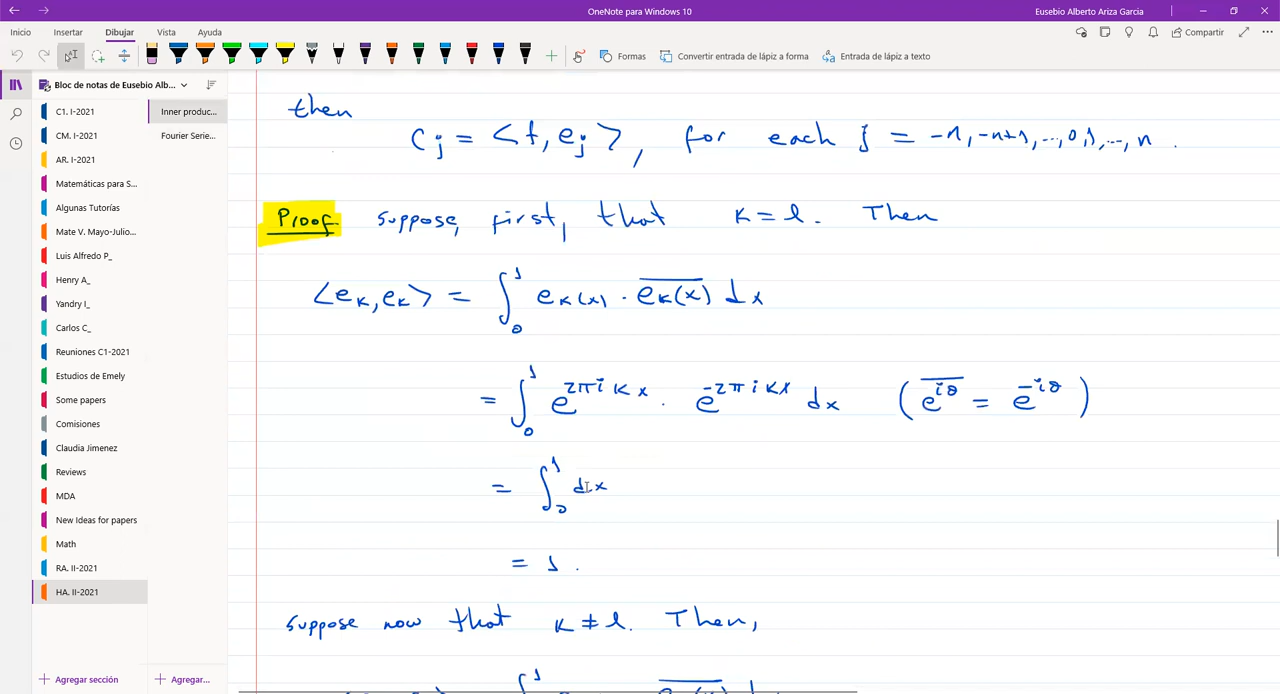 OneNote para Windows 10
Eusebio Alberto Ariza Garcia
Inicio Insertar Dibujar Vista Ayuda
Compartir
Formas Convertir entrada de lápiz a forma Entrada de lápiz a texto
Bloc de notas de Eusebio Alb...
C1. I-2021
CM. I-2021
AR. I-2021
Matemáticas para S...
Algunas Tutorías
Mate V. Mayo-Julio...
Luis Alfredo P_
Henry A_
Yandry I_
Carlos C_
Reuniones C1-2021
Estudios de Emely
Some papers
Comisiones
Claudia Jimenez
Reviews
MDA
New Ideas for papers
Math
RA. II-2021
HA. II-2021
Agregar sección
Inner produc...
Fourier Serie...
Agregar...
then
C_j = <f, e_j>, for each j = -n, -n+1, ..., 0, 1, ..., n.
Proof. suppose, first, that k = l. Then
<e_k, e_k> = ∫_0^1 e_k(x) · \overline{e_k(x)} dx
= ∫_0^1 e^{2πi k x} · e^{-2πi k x} dx ( \overline{e^{iθ}} = e^{-iθ} )
= ∫_0^1 dx
= 1.
suppose now that k ≠ l. Then,